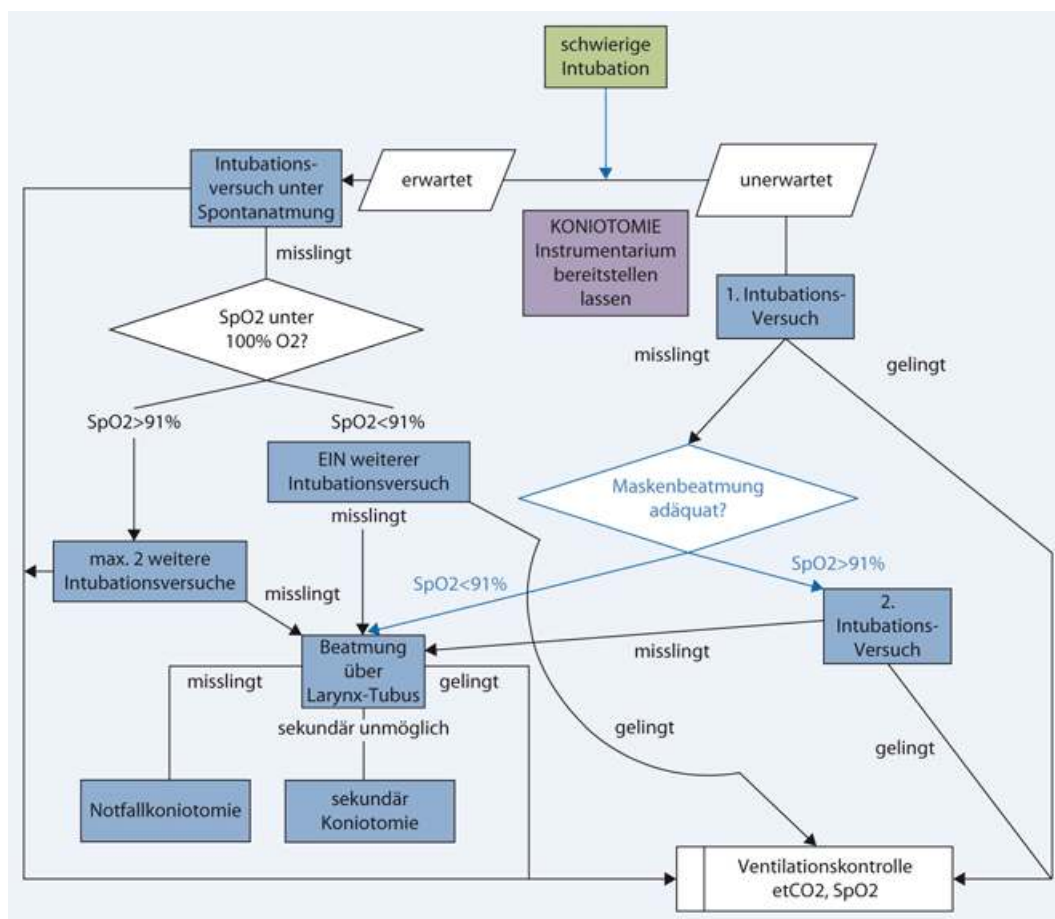 schwierige
Intubation
Intubations-
versuch unter
Spontanatmung
erwartet
unerwartet
KONIOTOMIE
Instrumentarium
bereitstellen
lassen
misslingt
1. Intubations-
Versuch
SpO2 unter
100% O2?
misslingt
gelingt
SpO2>91%
SpO2<91%
EIN weiterer
Intubationsversuch
Maskenbeatmung
adäquat?
misslingt
max. 2 weitere
Intubationsversuche
SpO2<91%
SpO2>91%
misslingt
2.
Intubations-
Versuch
Beatmung
über
Larynx-Tubus
misslingt
misslingt
gelingt
sekundär unmöglich
gelingt
gelingt
Notfallkoniotomie
sekundär
Koniotomie
Ventilationskontrolle
etCO2, SpO2